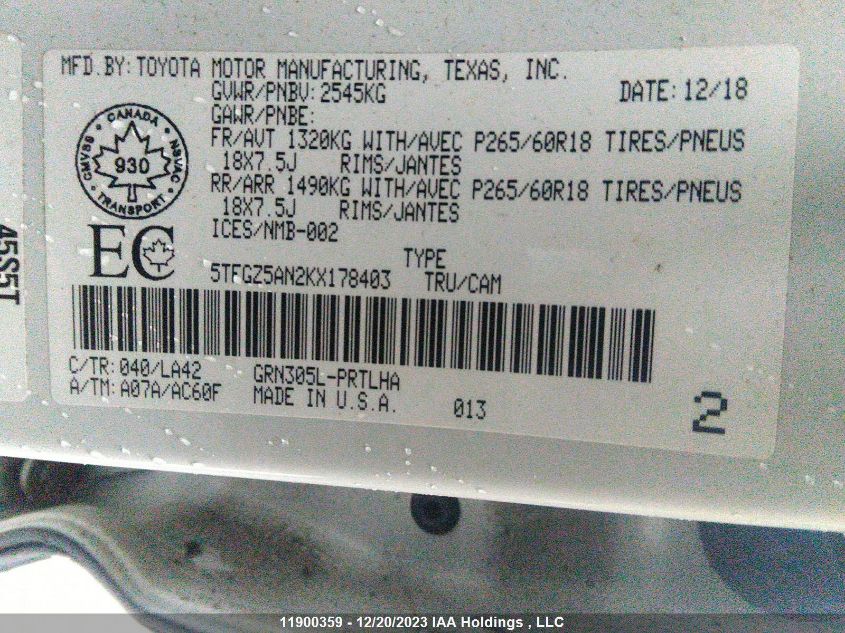 MFD.BY:TOYOTA MOTOR MANUFACTURING, TEXAS, INC.
GVWR/PNBV:2545KG DATE:12/18
GAWR/PNBE:
FR/AVT 1320KG WITH/AVEC P265/60R18 TIRES/PNEUS
18X7.5J RIMS/JANTES
RR/ARR 1490KG WITH/AVEC P265/60R18 TIRES/PNEUS
18X7.5J RIMS/JANTES
ICES/NMB-002
CANADA
CMVSS 930 NSVAC
TRANSPORT
EC
TYPE
5TFGZ5AN2KX178403 TRU/CAM
C/TR:040/LA42 GRN305L-PRTLHA
A/TM:A07A/AC60F MADE IN U.S.A. 013
2
45S5T
11900359 - 12/20/2023 IAA Holdings , LLC